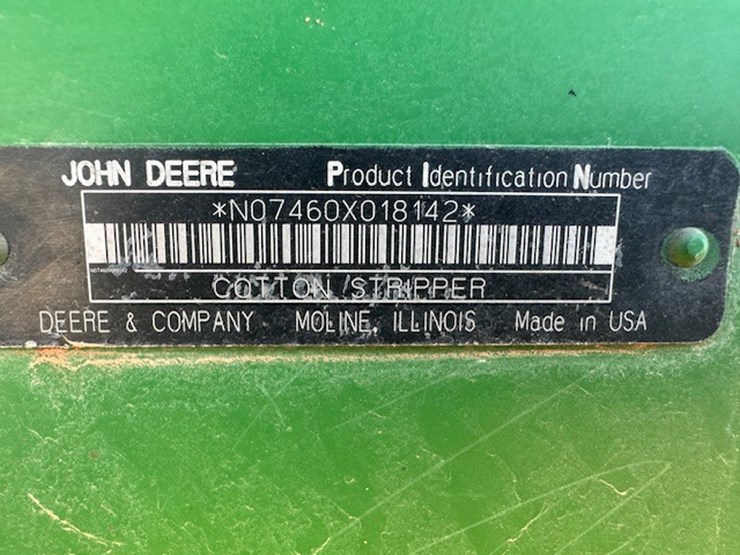 JOHN DEERE Product Identification Number
*N07460X018142*
COTTON STRIPPER
DEERE & COMPANY MOLINE, ILLINOIS Made in USA